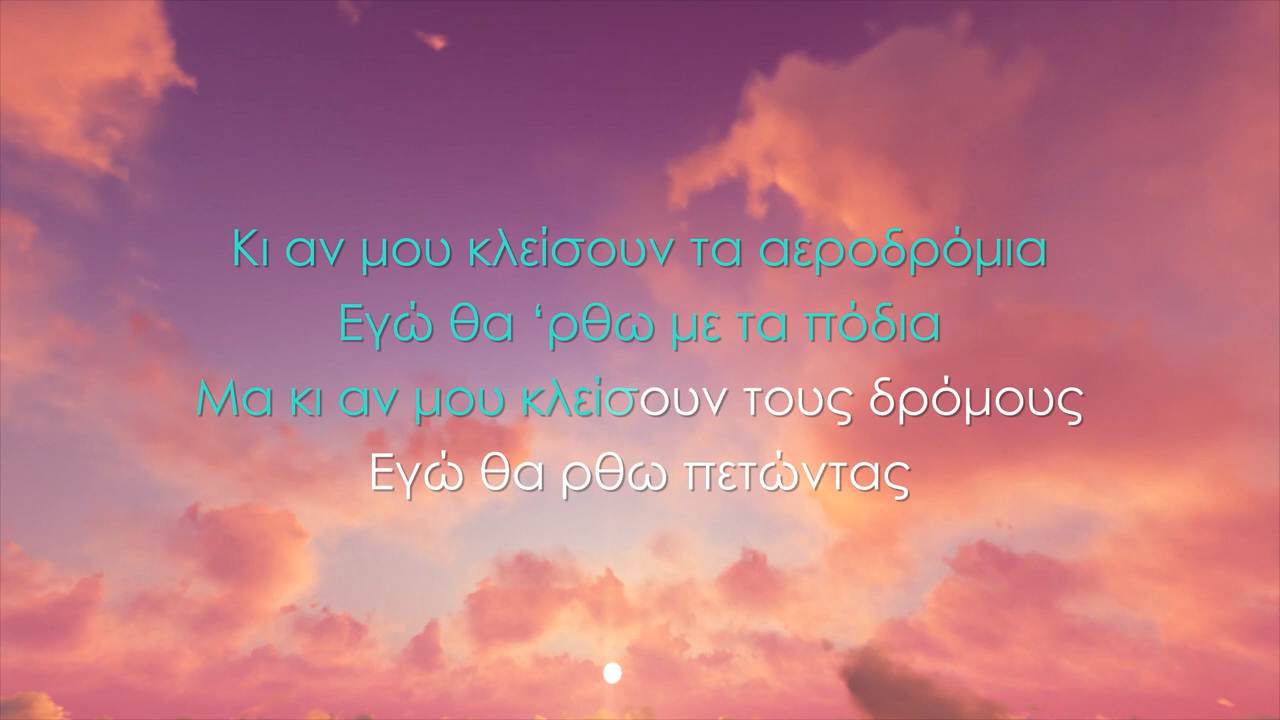 Κι αν μου κλείσουν τα αεροδρόμια
Εγώ θα ‘ρθω με τα πόδια
Μα κι αν μου κλείσουν τους δρόμους
Εγώ θα ρθω πετώντας